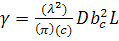 γ = (λ²)/(π)(c) D b_c² L